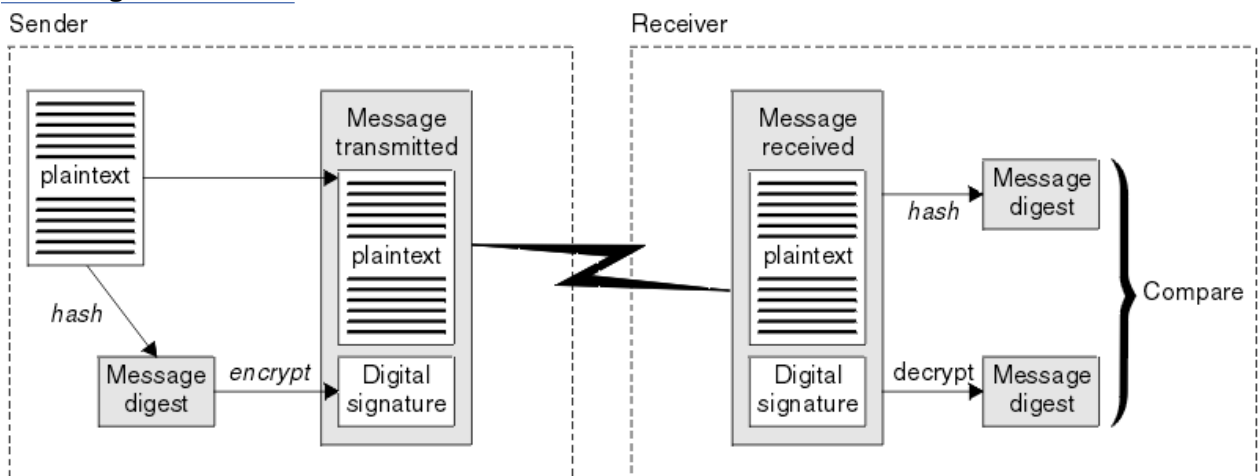 Sender
Receiver
plaintext
hash
Message
digest
encrypt
Message
transmitted
plaintext
Digital
signature
Message
received
plaintext
Digital
signature
hash
Message
digest
decrypt
Message
digest
Compare